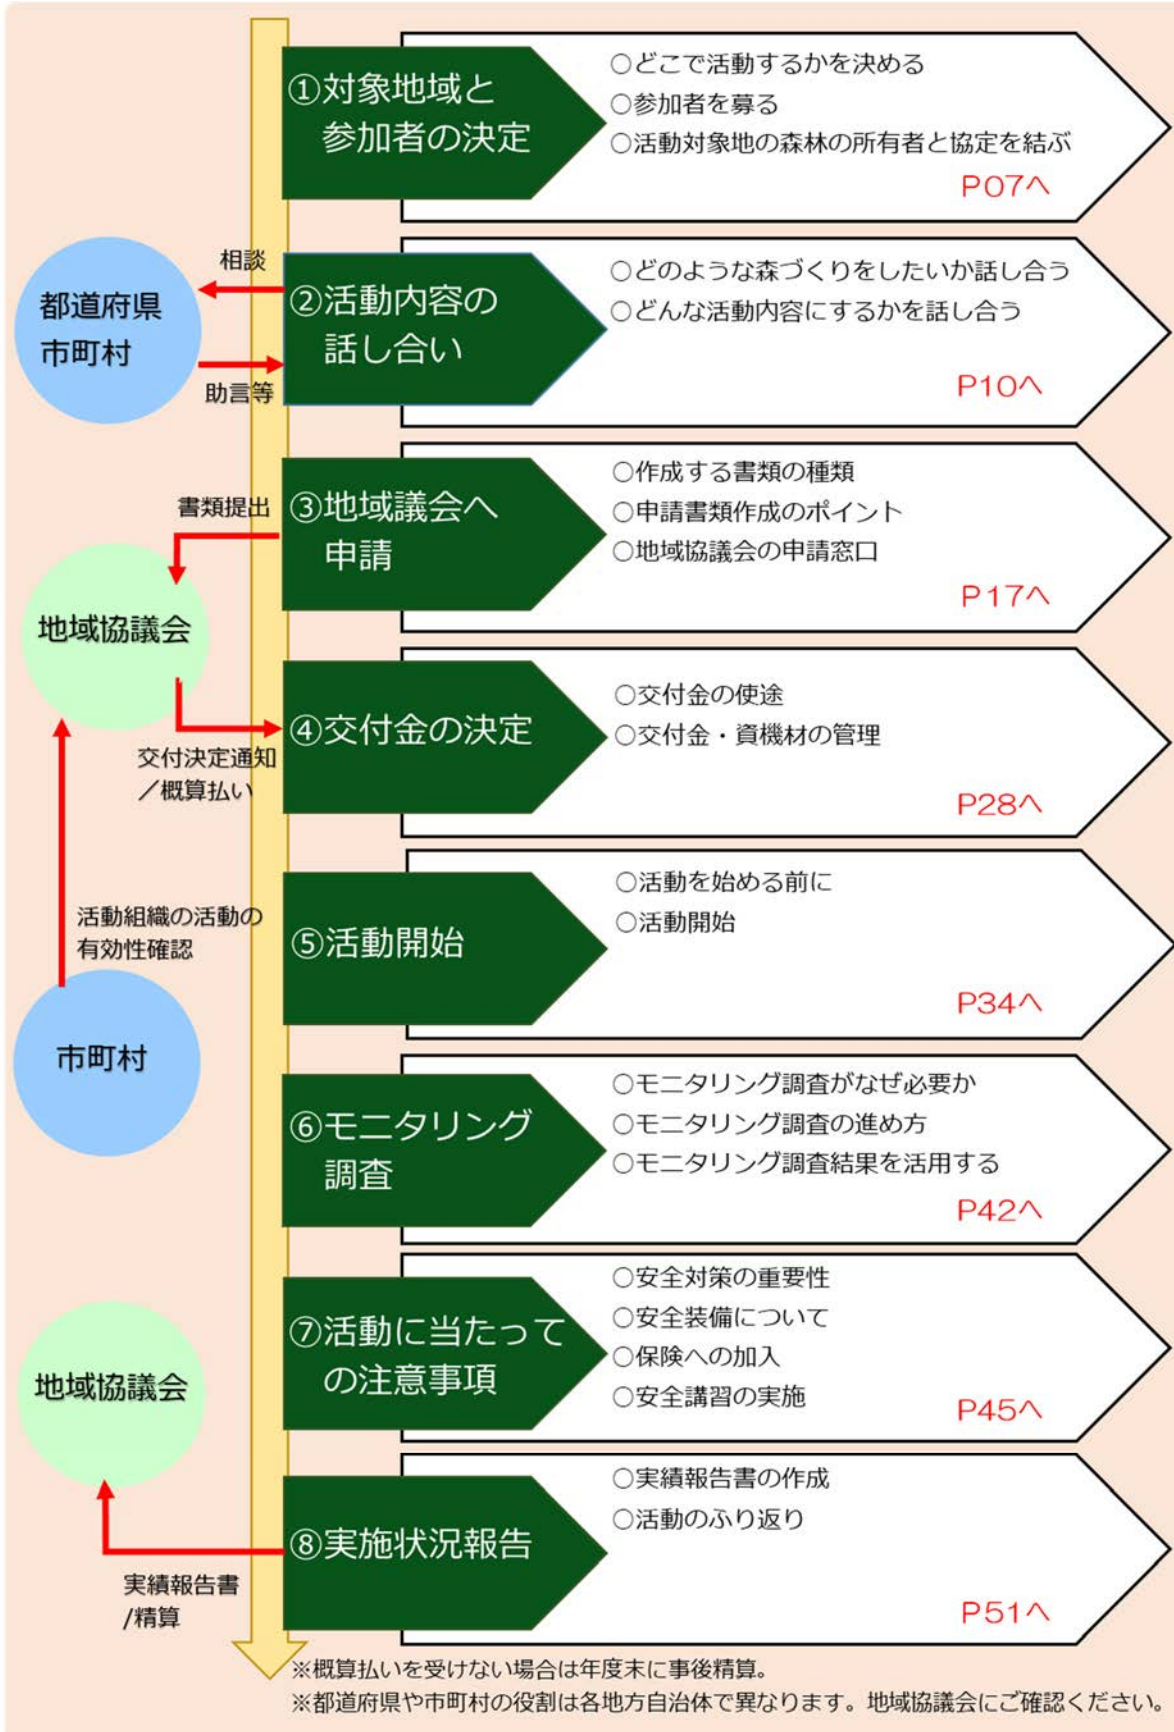 ①対象地域と
参加者の決定
○どこで活動するかを決める
○参加者を募る
○活動対象地の森林の所有者と協定を結ぶ
P07へ
都道府県
市町村
相談
助言等
②活動内容の
話し合い
○どのような森づくりをしたいか話し合う
○どんな活動内容にするかを話し合う
P10へ
書類提出
③地域議会へ
申請
○作成する書類の種類
○申請書類作成のポイント
○地域協議会の申請窓口
P17へ
地域協議会
交付決定通知
／概算払い
④交付金の決定
○交付金の使途
○交付金・資機材の管理
P28へ
活動組織の活動の
有効性確認
市町村
⑤活動開始
○活動を始める前に
○活動開始
P34へ
⑥モニタリング
調査
○モニタリング調査がなぜ必要か
○モニタリング調査の進め方
○モニタリング調査結果を活用する
P42へ
⑦活動に当たって
の注意事項
○安全対策の重要性
○安全装備について
○保険への加入
○安全講習の実施
P45へ
地域協議会
実績報告書
/精算
⑧実施状況報告
○実績報告書の作成
○活動のふり返り
P51へ
※概算払いを受けない場合は年度末に事後精算。
※都道府県や市町村の役割は各地方自治体で異なります。地域協議会にご確認ください。